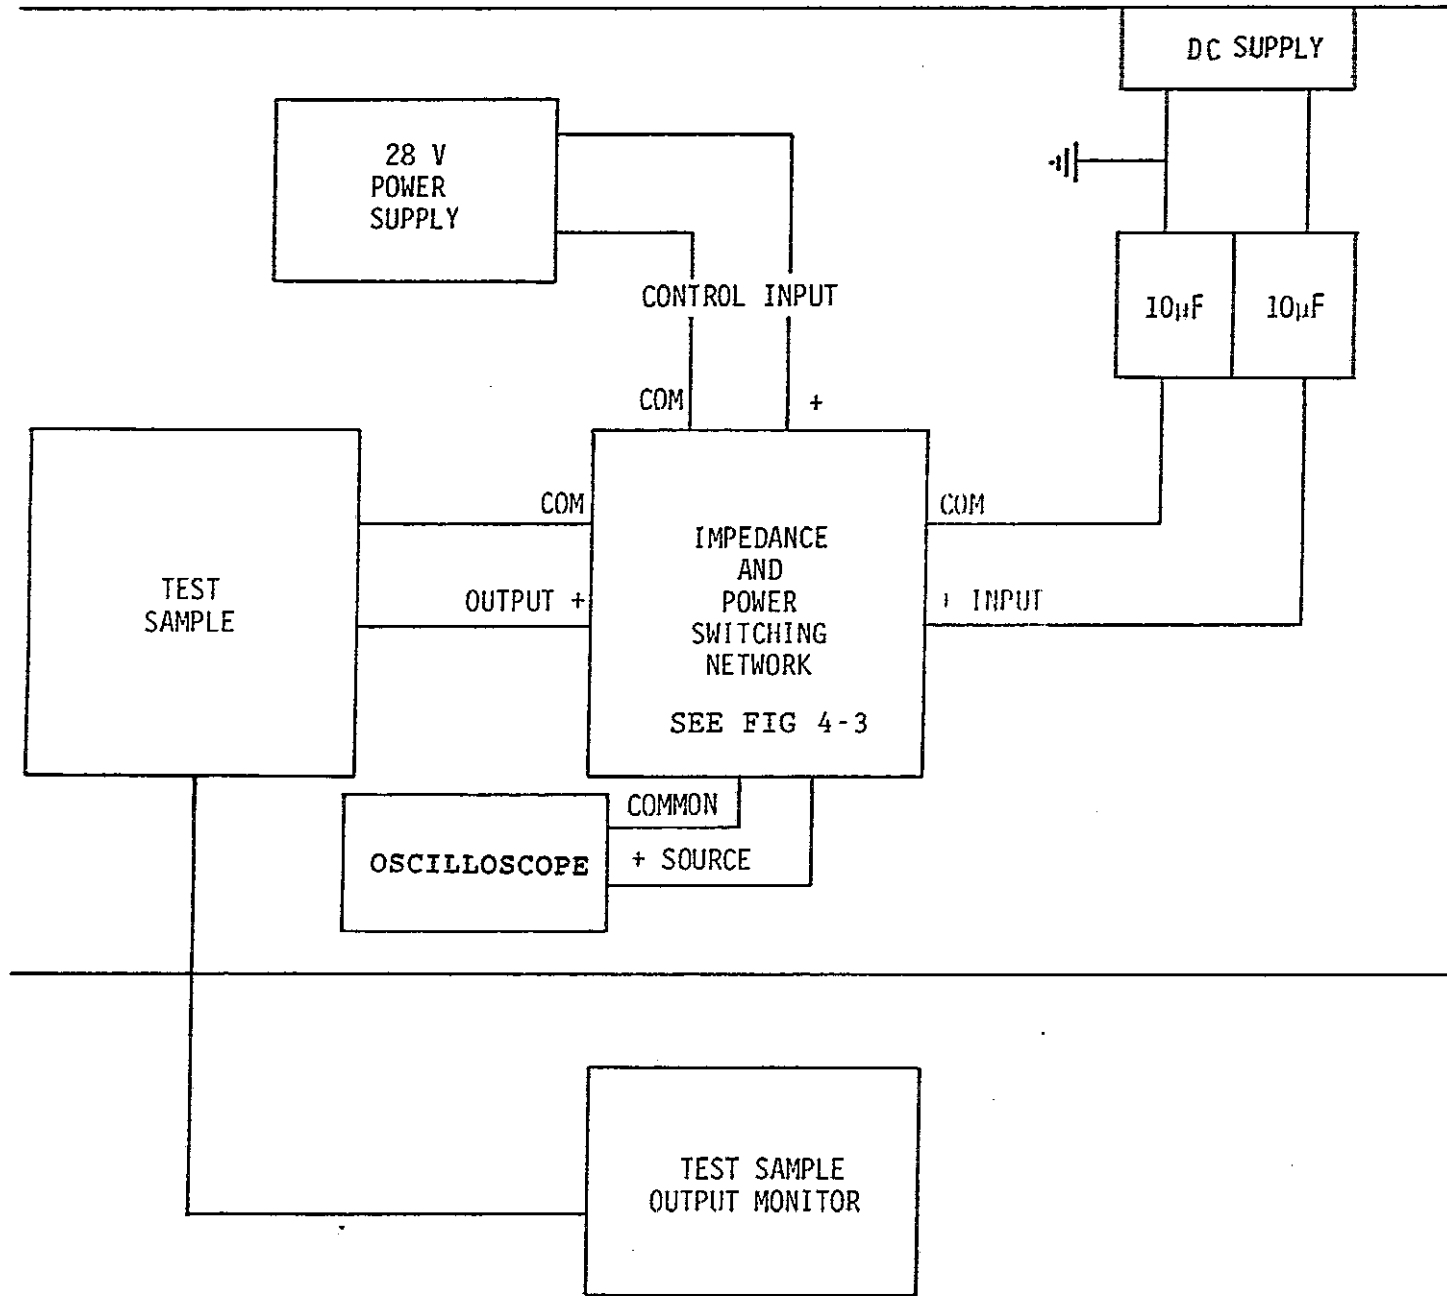 DC SUPPLY
28 V
POWER
SUPPLY
CONTROL INPUT
10µF
10µF
COM
+
COM
COM
IMPEDANCE
AND
POWER
SWITCHING
NETWORK
SEE FIG 4-3
TEST
SAMPLE
OUTPUT +
+ INPUT
COMMON
OSCILLOSCOPE
+ SOURCE
TEST SAMPLE
OUTPUT MONITOR